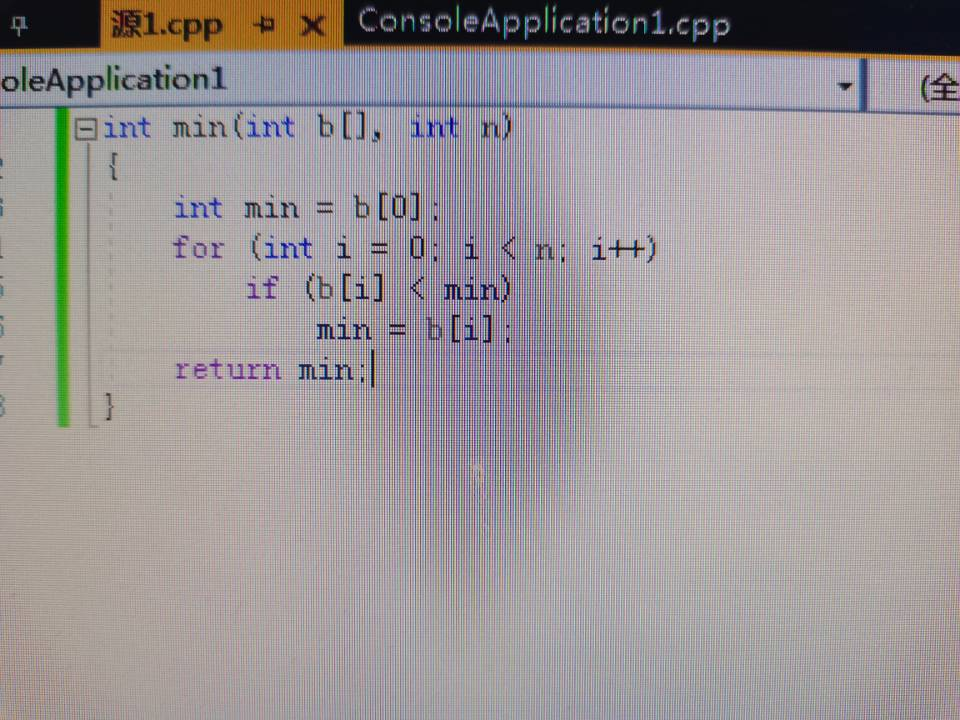 源1.cpp ConsoleApplication1.cpp
oleApplication1 (全
int min(int b[], int n)
{
int min = b[0];
for (int i = 0; i < n; i++)
if (b[i] < min)
min = b[i];
return min;
}